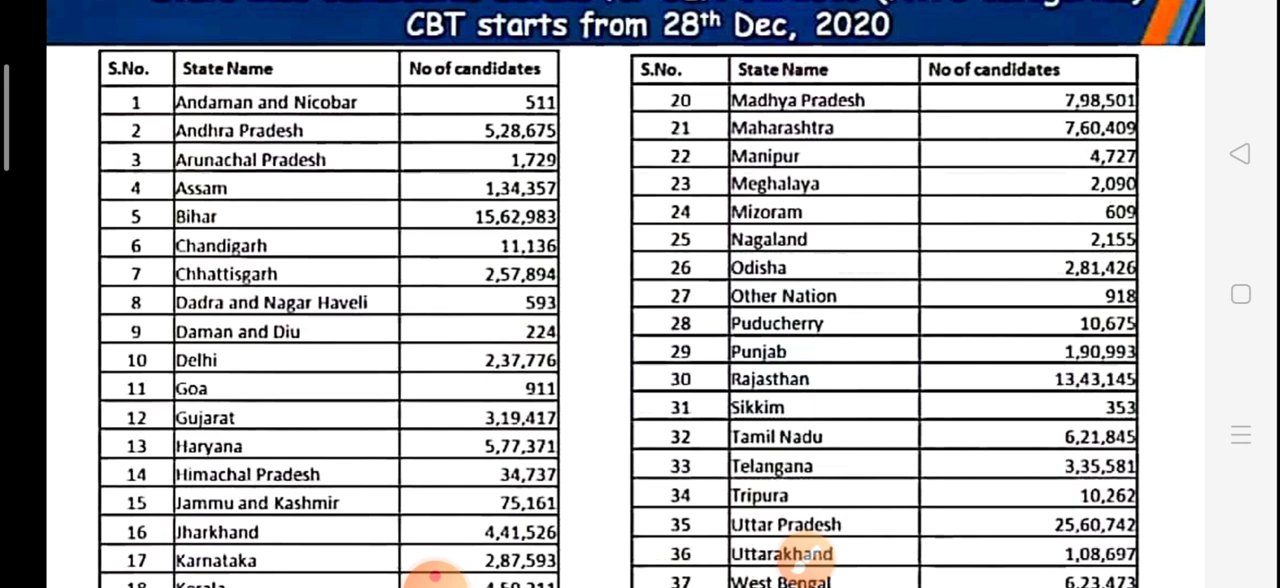 CBT starts from 28th Dec, 2020
S.No. State Name No of candidates
1 Andaman and Nicobar 511
2 Andhra Pradesh 5,28,675
3 Arunachal Pradesh 1,729
4 Assam 1,34,357
5 Bihar 15,62,983
6 Chandigarh 11,136
7 Chhattisgarh 2,57,894
8 Dadra and Nagar Haveli 593
9 Daman and Diu 224
10 Delhi 2,37,776
11 Goa 911
12 Gujarat 3,19,417
13 Haryana 5,77,371
14 Himachal Pradesh 34,737
15 Jammu and Kashmir 75,161
16 Jharkhand 4,41,526
17 Karnataka 2,87,593
18 Kerala
S.No. State Name No of candidates
20 Madhya Pradesh 7,98,501
21 Maharashtra 7,60,409
22 Manipur 4,727
23 Meghalaya 2,090
24 Mizoram 609
25 Nagaland 2,155
26 Odisha 2,81,426
27 Other Nation 918
28 Puducherry 10,675
29 Punjab 1,90,993
30 Rajasthan 13,43,145
31 Sikkim 353
32 Tamil Nadu 6,21,845
33 Telangana 3,35,581
34 Tripura 10,262
35 Uttar Pradesh 25,60,742
36 Uttarakhand 1,08,697
37 West Bengal 6,23,473